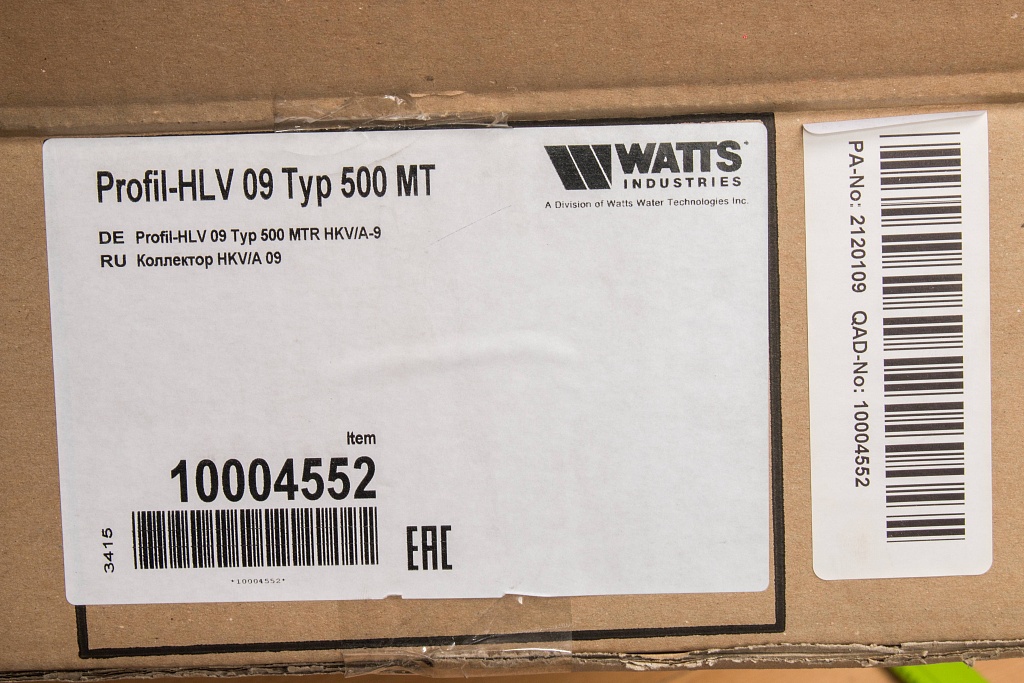 Profil-HLV 09 Typ 500 MT
WATTS
INDUSTRIES
A Division of Watts Water Technologies Inc.
DE Profil-HLV 09 Typ 500 MTR HKV/A-9
RU Коллектор HKV/A 09
Item
10004552
3415
*10004552*
EAC
PA-No: 2120109 QAD-No: 10004552